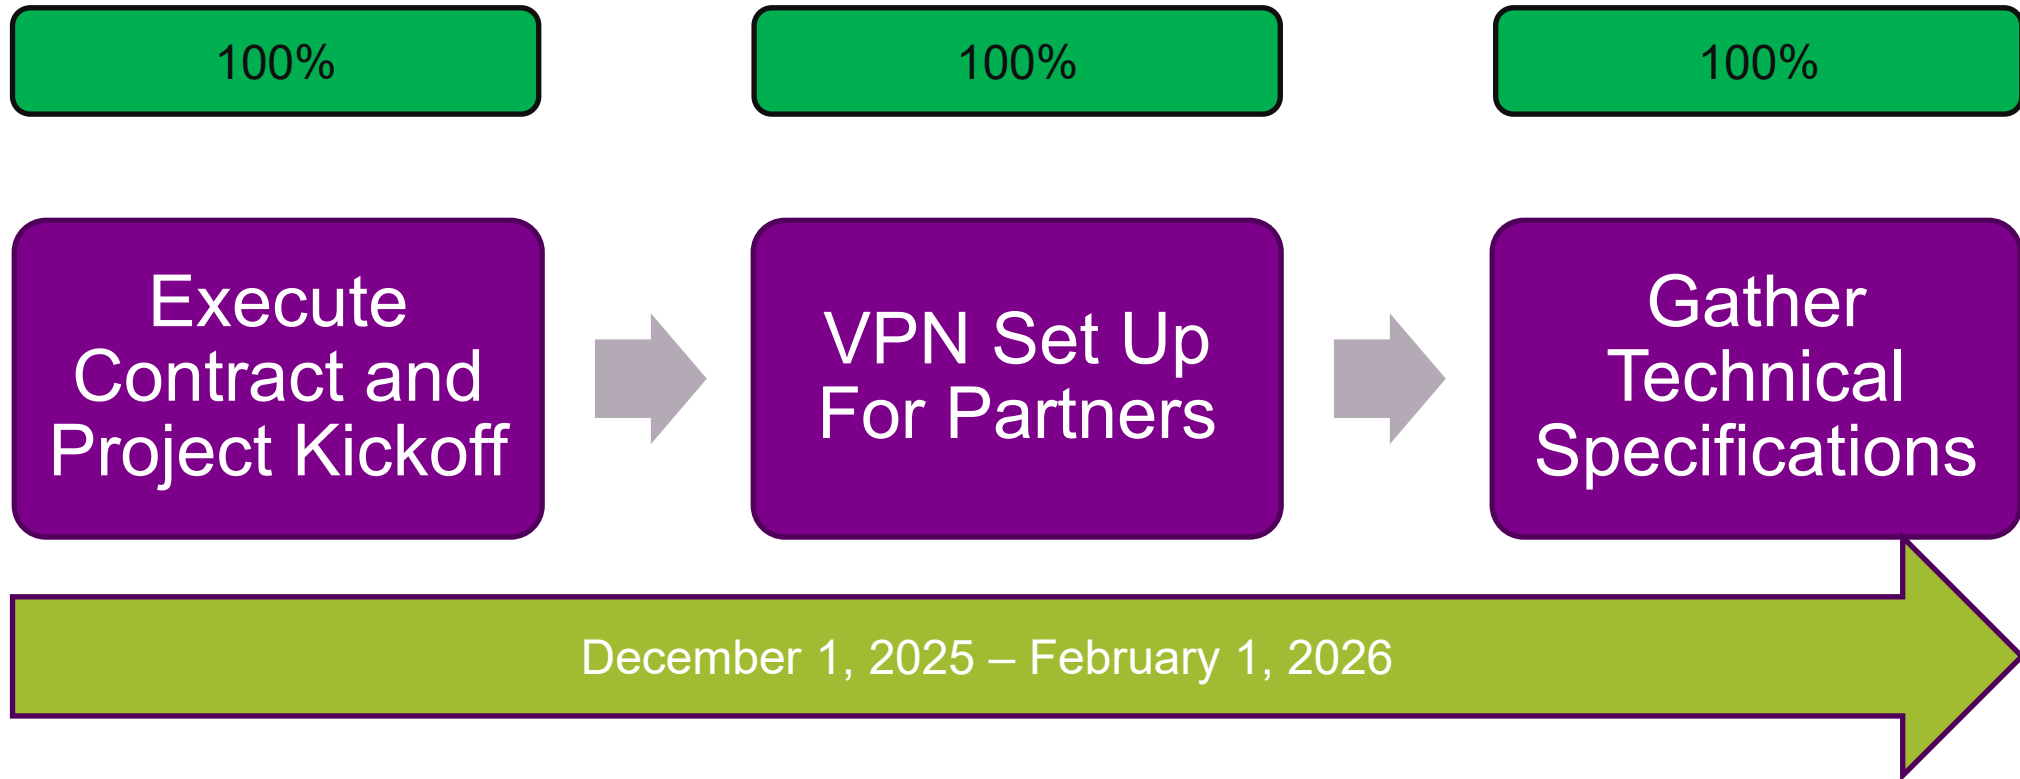 100%
100%
100%
Execute
Contract and
Project Kickoff
VPN Set Up
For Partners
Gather
Technical
Specifications
December 1, 2025 – February 1, 2026